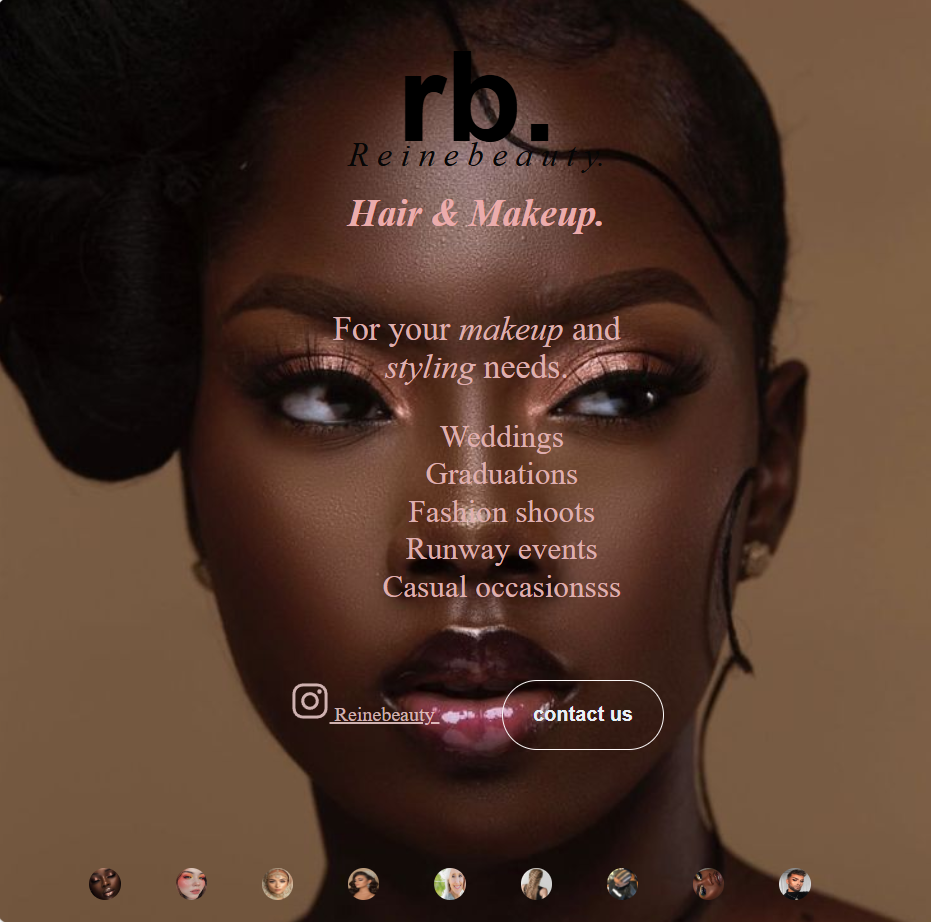 rb.
Reinebeauty.
Hair & Makeup.
For your makeup and
styling needs.
Weddings
Graduations
Fashion shoots
Runway events
Casual occasionsss
Reinebeauty
contact us